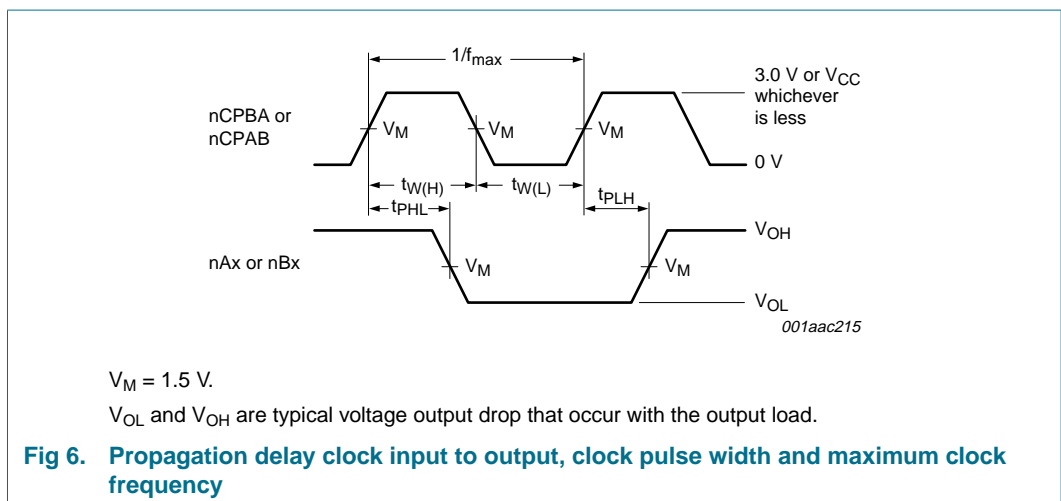 1/fmax
3.0 V or VCC
whichever
is less
nCPBA or
nCPAB
VM
VM
VM
0 V
tW(H)
tW(L)
tPHL
tPLH
VOH
nAx or nBx
VM
VM
VOL
001aac215
VM = 1.5 V.
VOL and VOH are typical voltage output drop that occur with the output load.
Fig 6. Propagation delay clock input to output, clock pulse width and maximum clock
frequency